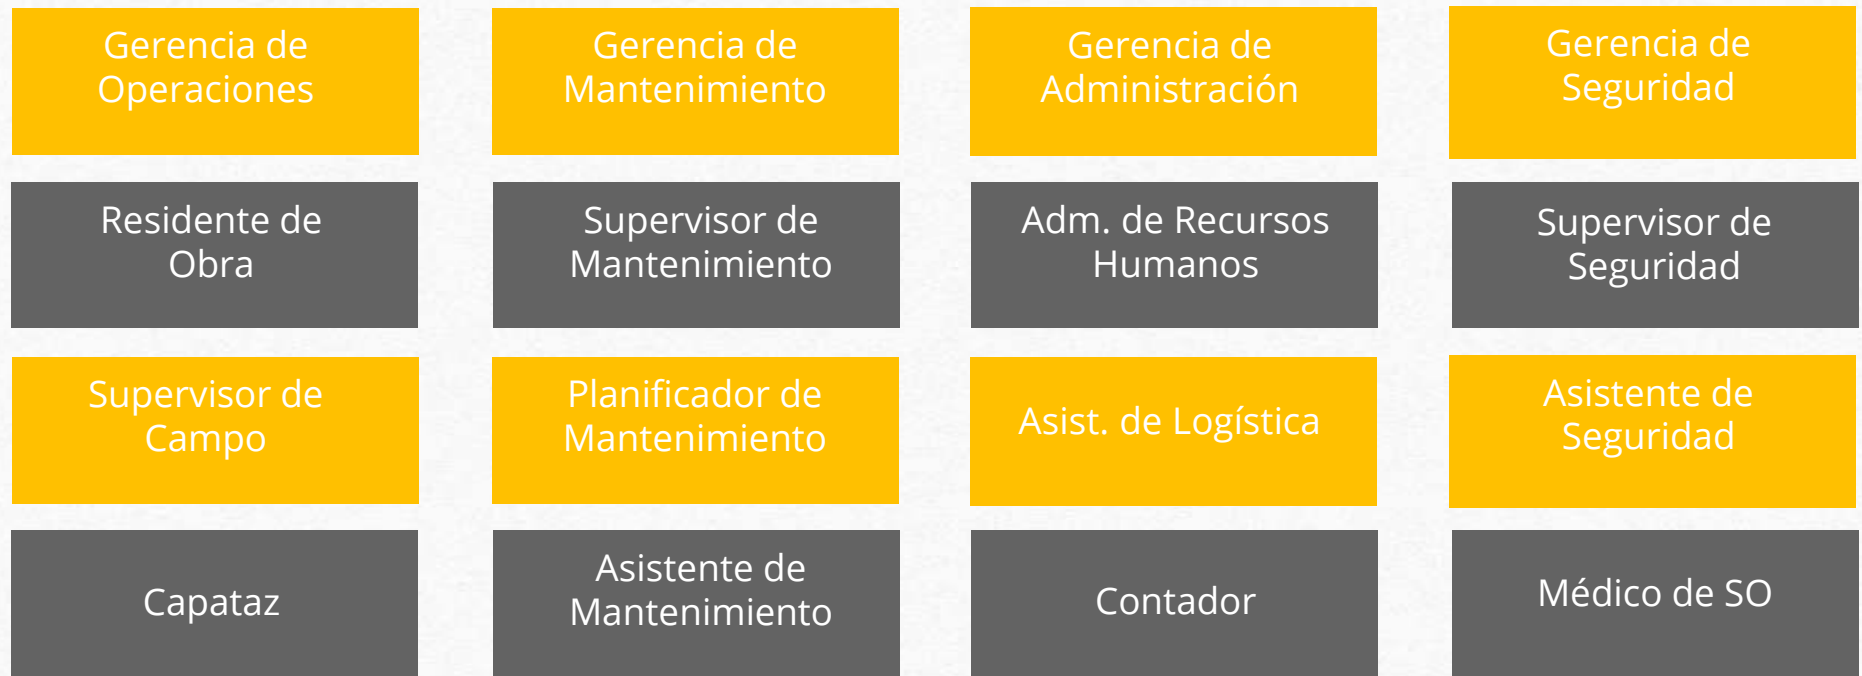 Gerencia de
Operaciones
Gerencia de
Mantenimiento
Gerencia de
Administración
Gerencia de
Seguridad
Residente de
Obra
Supervisor de
Mantenimiento
Adm. de Recursos
Humanos
Supervisor de
Seguridad
Supervisor de
Campo
Planificador de
Mantenimiento
Asist. de Logística
Asistente de
Seguridad
Capataz
Asistente de
Mantenimiento
Contador
Médico de SO